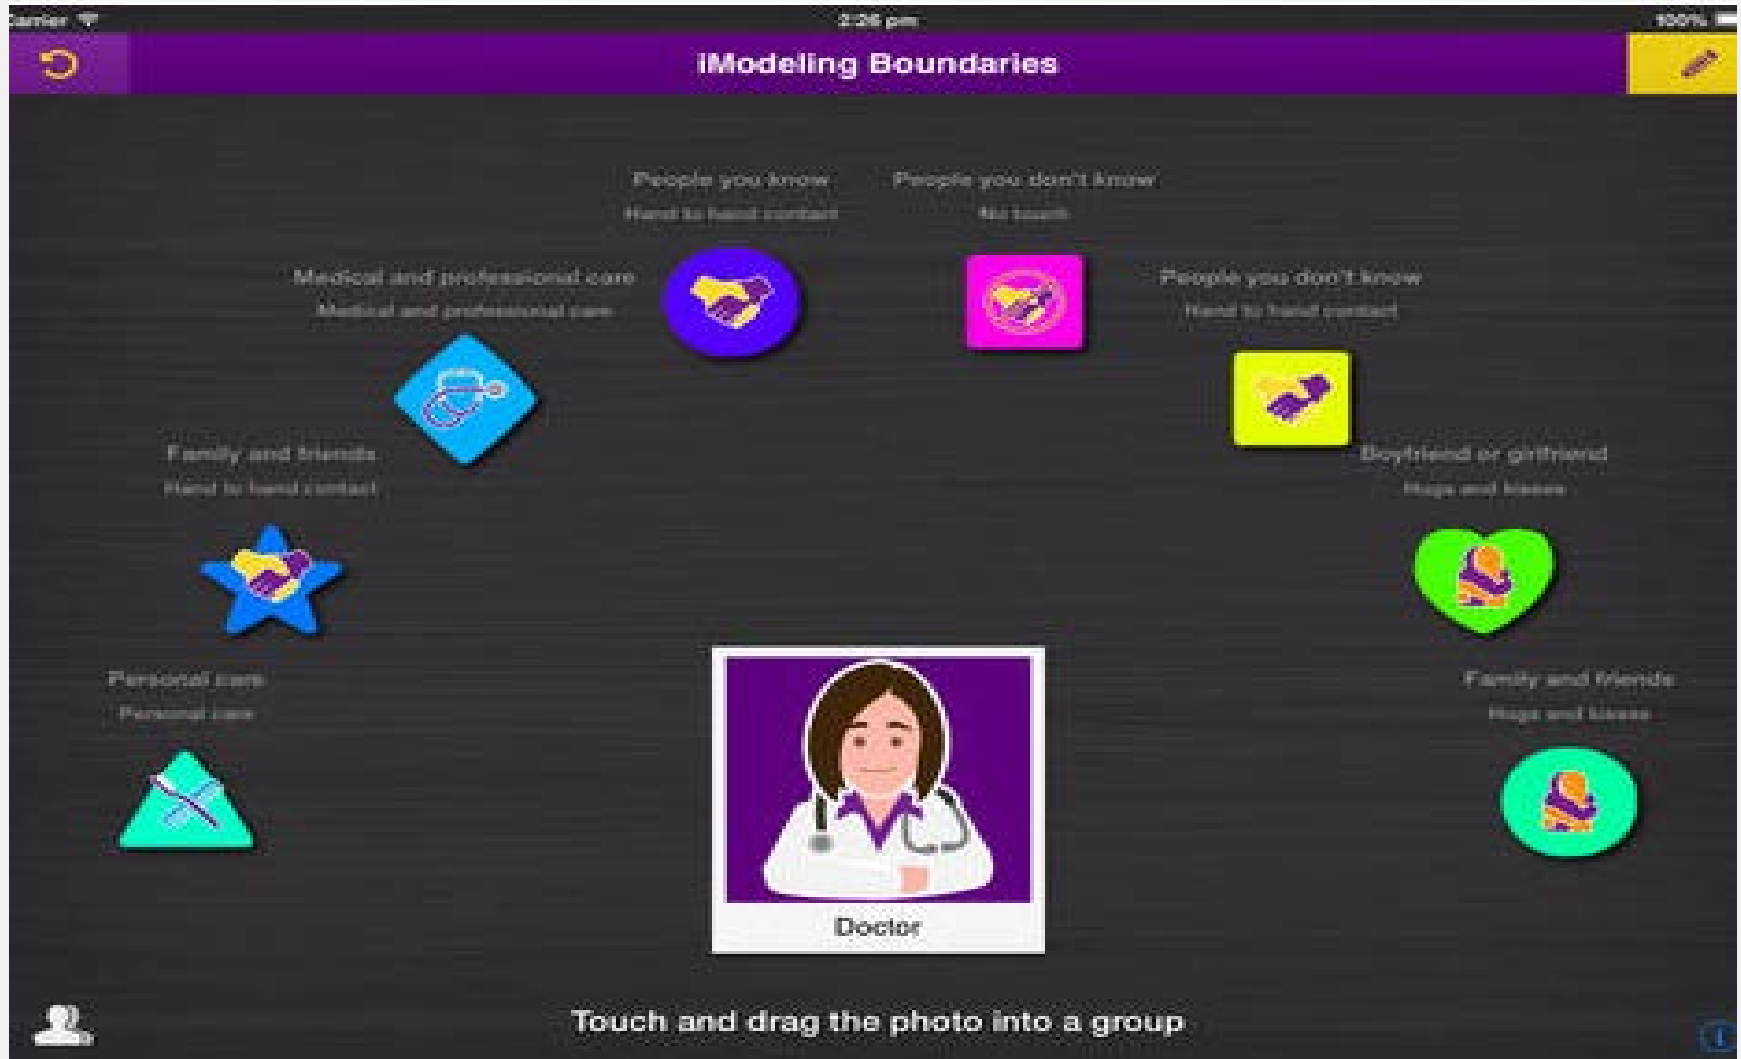 Carrier 2:26 pm 100%
iModeling Boundaries
People you know
Hand to hand contact
People you don't know
No touch
Medical and professional care
Medical and professional care
People you don't know
Hand to hand contact
Family and friends
Hand to hand contact
Boyfriend or girlfriend
Hugs and kisses
Personal care
Personal care
Family and friends
Hugs and kisses
Doctor
Touch and drag the photo into a group